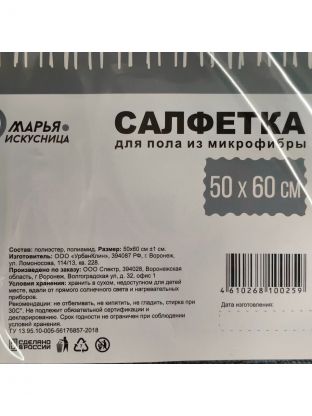 МАРЬЯ
ИСКУСНИЦА
САЛФЕТКА
для пола из микрофибры
50 х 60 см
Состав: полиэстер, полиамид. Размер: 50х60 см ±1 см.
Изготовитель: ООО «УрбанКлин», 394087 РФ, г. Воронеж,
ул. Ломоносова, 114/13, кв. 228.
Произведено по заказу: ООО Спектр, 394028, Воронежская
область, г Воронеж, Волгоградская ул, д. 32, офис 1
Условия хранения: хранить в сухом, недоступном для детей
месте, вдали от прямого солнечного света и нагревательных
приборов.
Рекомендации: не отбеливать, не кипятить, не гладить, стирка при
30С°. Не подлежит обязательной сертификации и
декларированию. Срок годности не ограничен при соблюдении
условий хранения.
ТУ 13.95.10-005-56176857-2018
СДЕЛАНО
В РОССИИ
4 610268 100259
Дата изготовления: